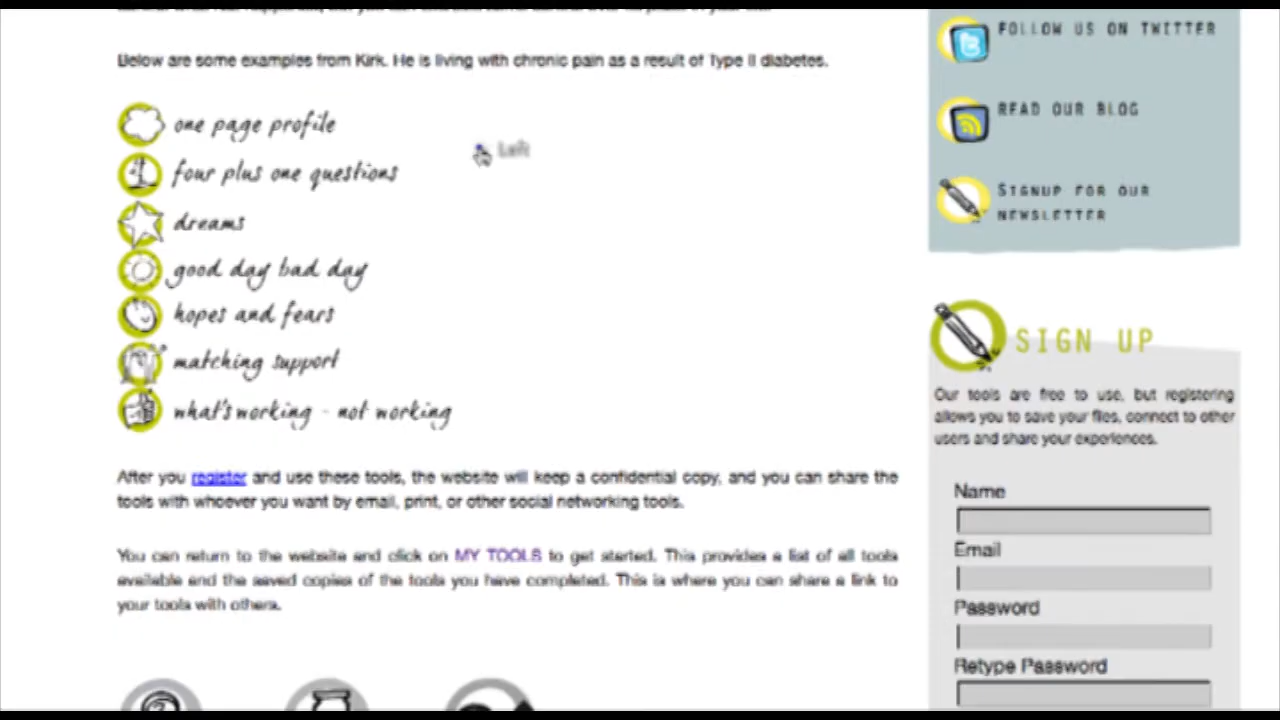 Below are some examples from Kirk. He is living with chronic pain as a result of Type II diabetes.
one page profile
Left
four plus one questions
dreams
good day bad day
hopes and fears
matching support
what's working - not working
After you register and use these tools, the website will keep a confidential copy, and you can share the
tools with whoever you want by email, print, or other social networking tools.
You can return to the website and click on MY TOOLS to get started. This provides a list of all tools
available and the saved copies of the tools you have completed. This is where you can share a link to
your tools with others.
FOLLOW US ON TWITTER
READ OUR BLOG
SIGNUP FOR OUR
NEWSLETTER
SIGN UP
Our tools are free to use, but registering
allows you to save your files, connect to other
users and share your experiences.
Name
Email
Password
Retype Password